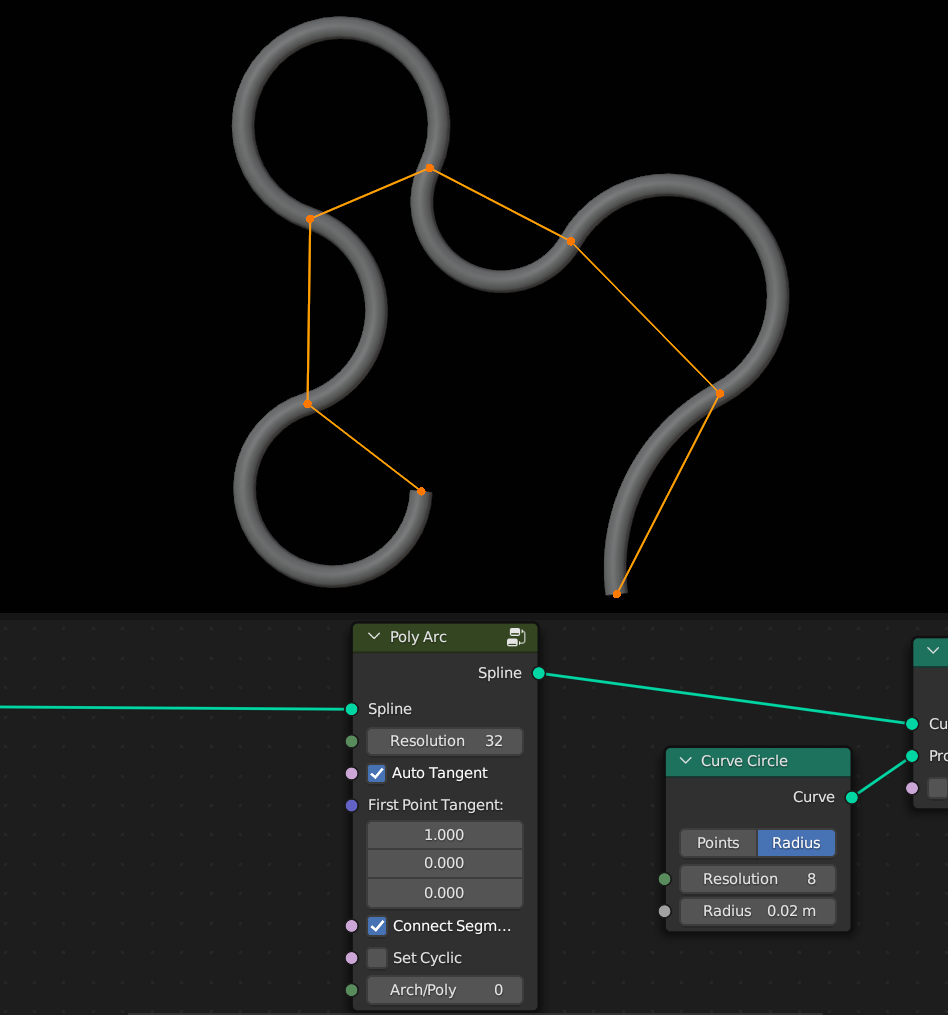 Poly Arc
Spline
Spline
Resolution 32
Auto Tangent
First Point Tangent:
1.000
0.000
0.000
Connect Segm...
Set Cyclic
Arch/Poly 0
Curve Circle
Curve
Points Radius
Resolution 8
Radius 0.02 m
Cu
Pro